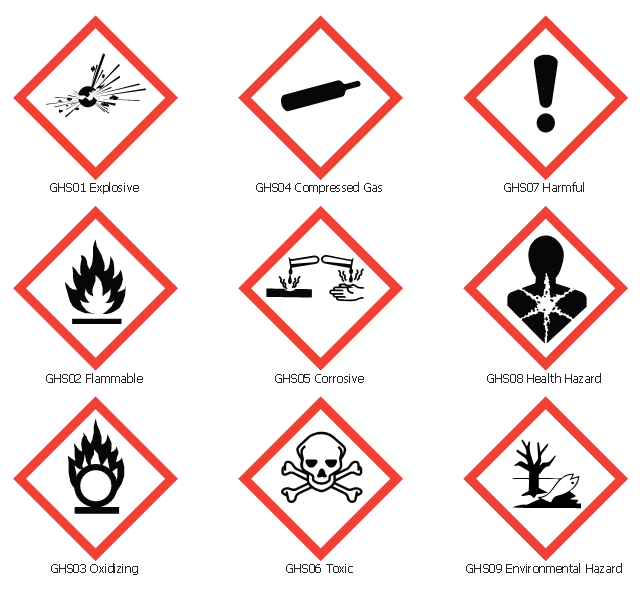 GHS01 Explosive
GHS04 Compressed Gas
GHS07 Harmful
GHS02 Flammable
GHS05 Corrosive
GHS08 Health Hazard
GHS03 Oxidizing
GHS06 Toxic
GHS09 Environmental Hazard